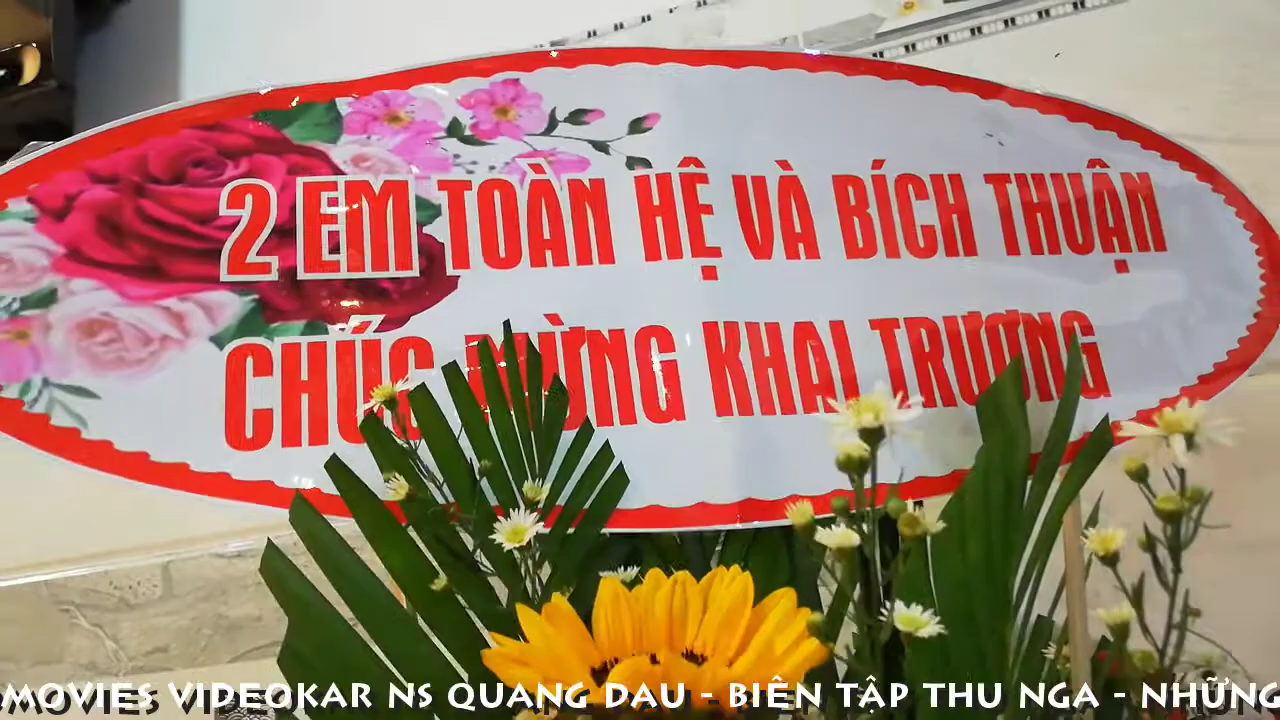 2 EM TOÀN HỆ VÀ BÍCH THUẬN
CHÚC MỪNG KHAI TRƯƠNG
MOVIES VIDEOKAR NS QUANG DAU - BIÊN TẬP THU NGA - NHỮNG